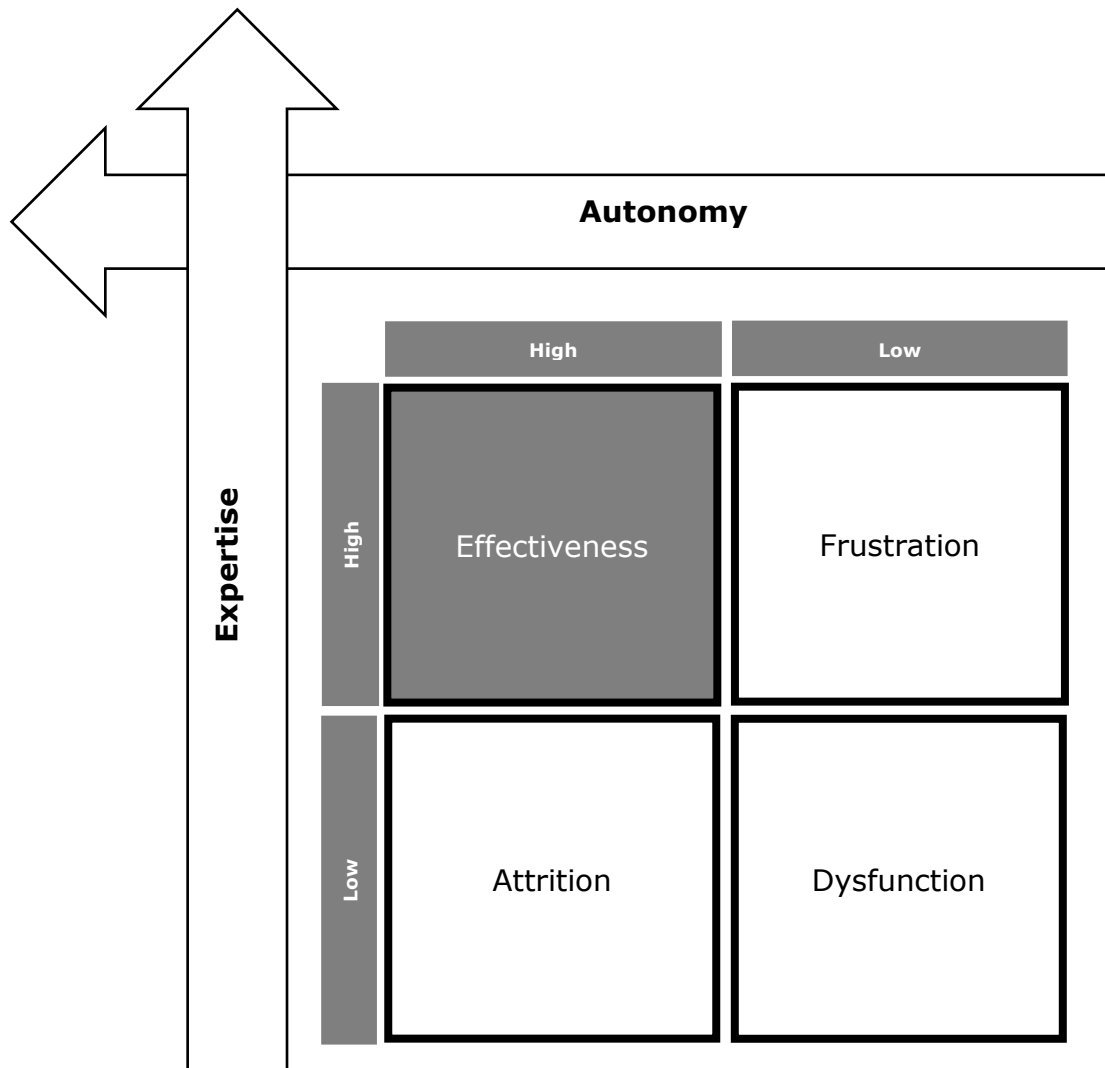 Autonomy
High
Low
Expertise
High
Effectiveness
Frustration
Low
Attrition
Dysfunction